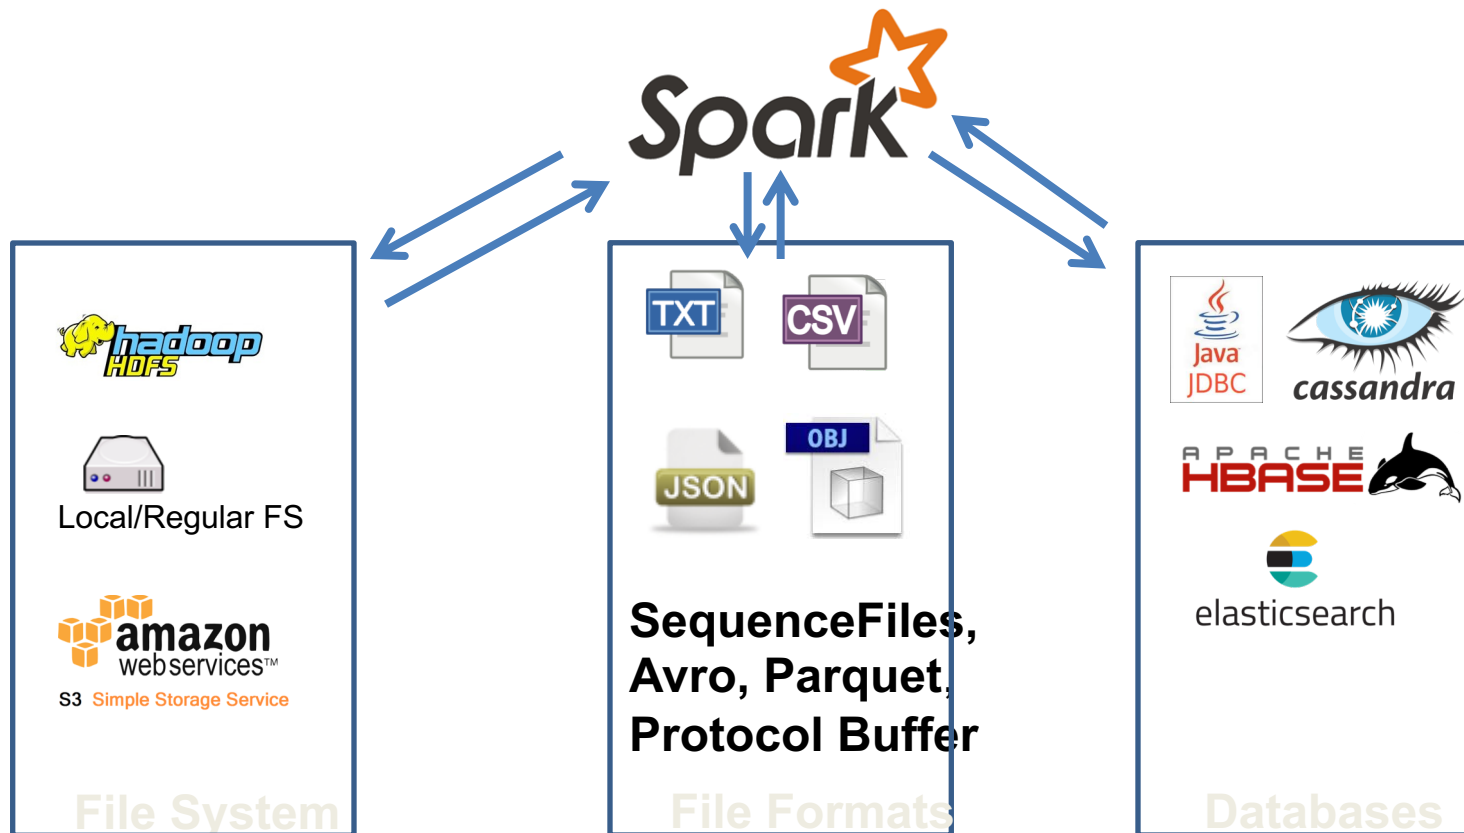 Spark
hadoop
HDFS
Local/Regular FS
amazon
webservices™
S3 Simple Storage Service
File System
TXT
CSV
JSON
OBJ
SequenceFiles,
Avro, Parquet,
Protocol Buffer
File Formats
Java
JDBC
cassandra
APACHE
HBASE
elasticsearch
Databases